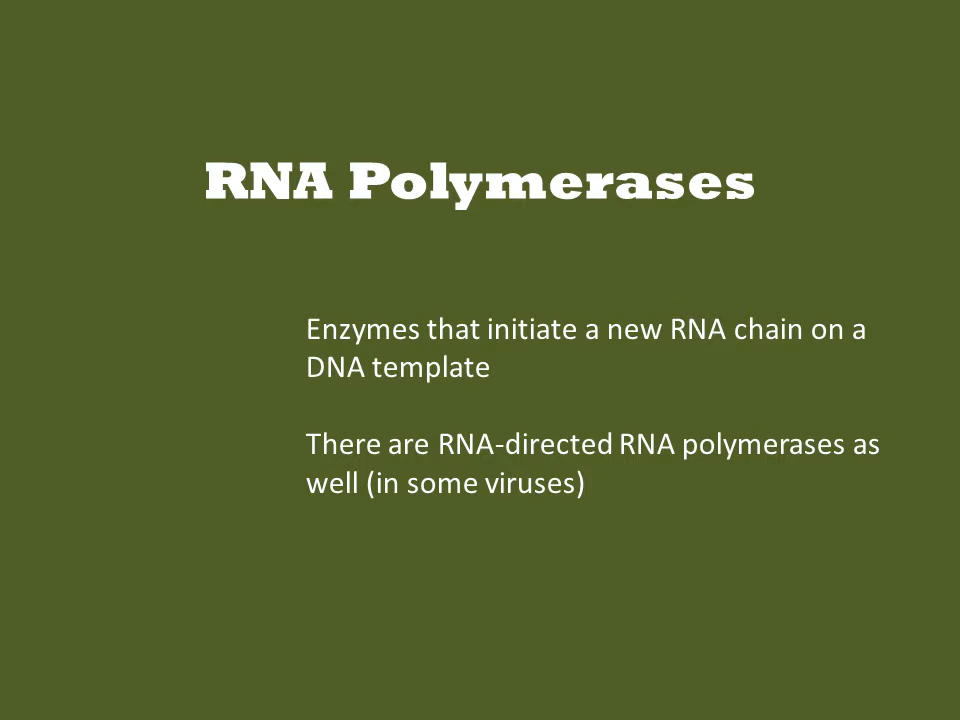 RNA Polymerases
Enzymes that initiate a new RNA chain on a
DNA template
There are RNA-directed RNA polymerases as
well (in some viruses)